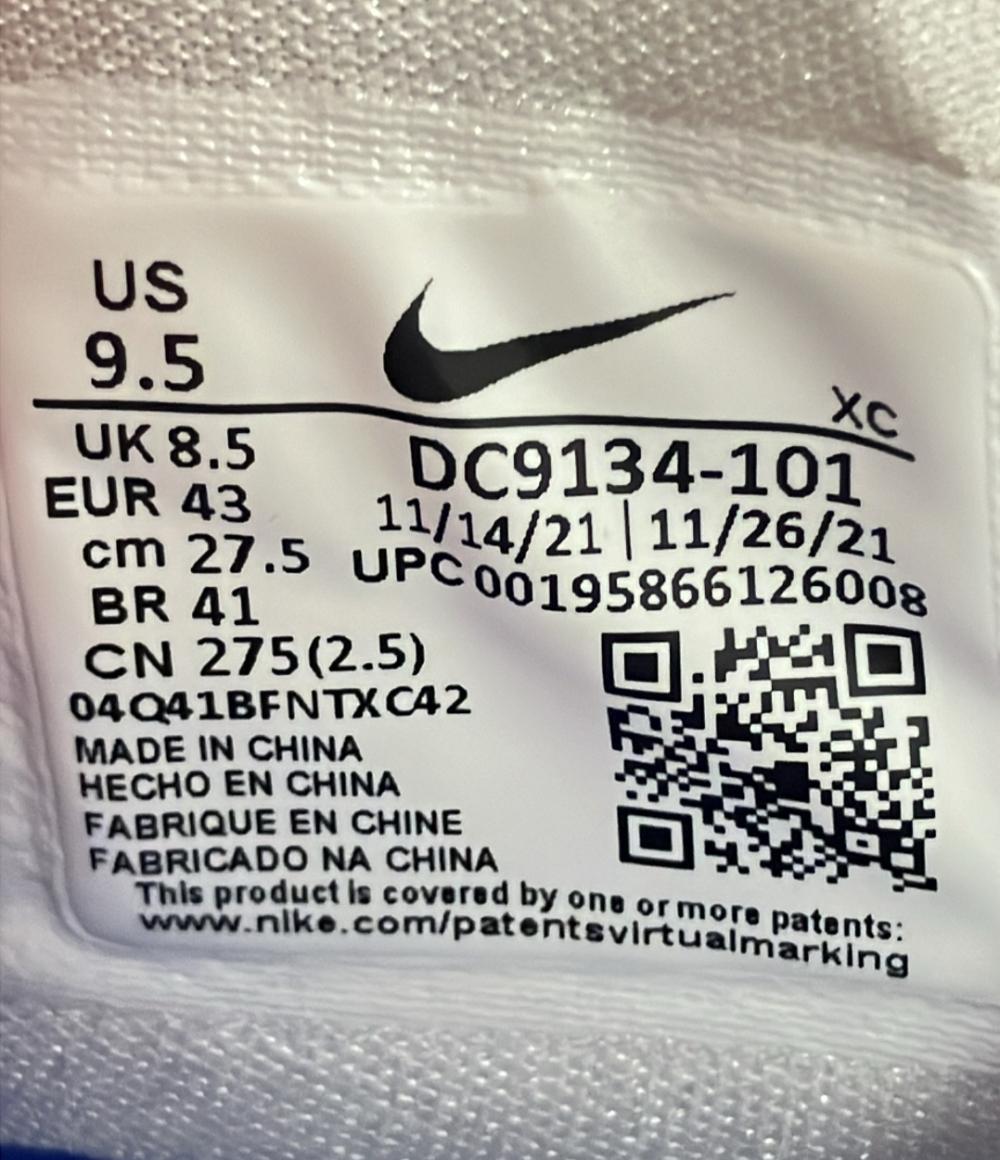 US
9.5
XC
UK 8.5
DC9134-101
EUR 43
11/14/21 | 11/26/21
cm 27.5
UPC 00195866126008
BR 41
CN 275(2.5)
04Q41BFNTXC42
MADE IN CHINA
HECHO EN CHINA
FABRIQUE EN CHINE
FABRICADO NA CHINA
This product is covered by one or more patents:
www.nike.com/patentsvirtualmarking